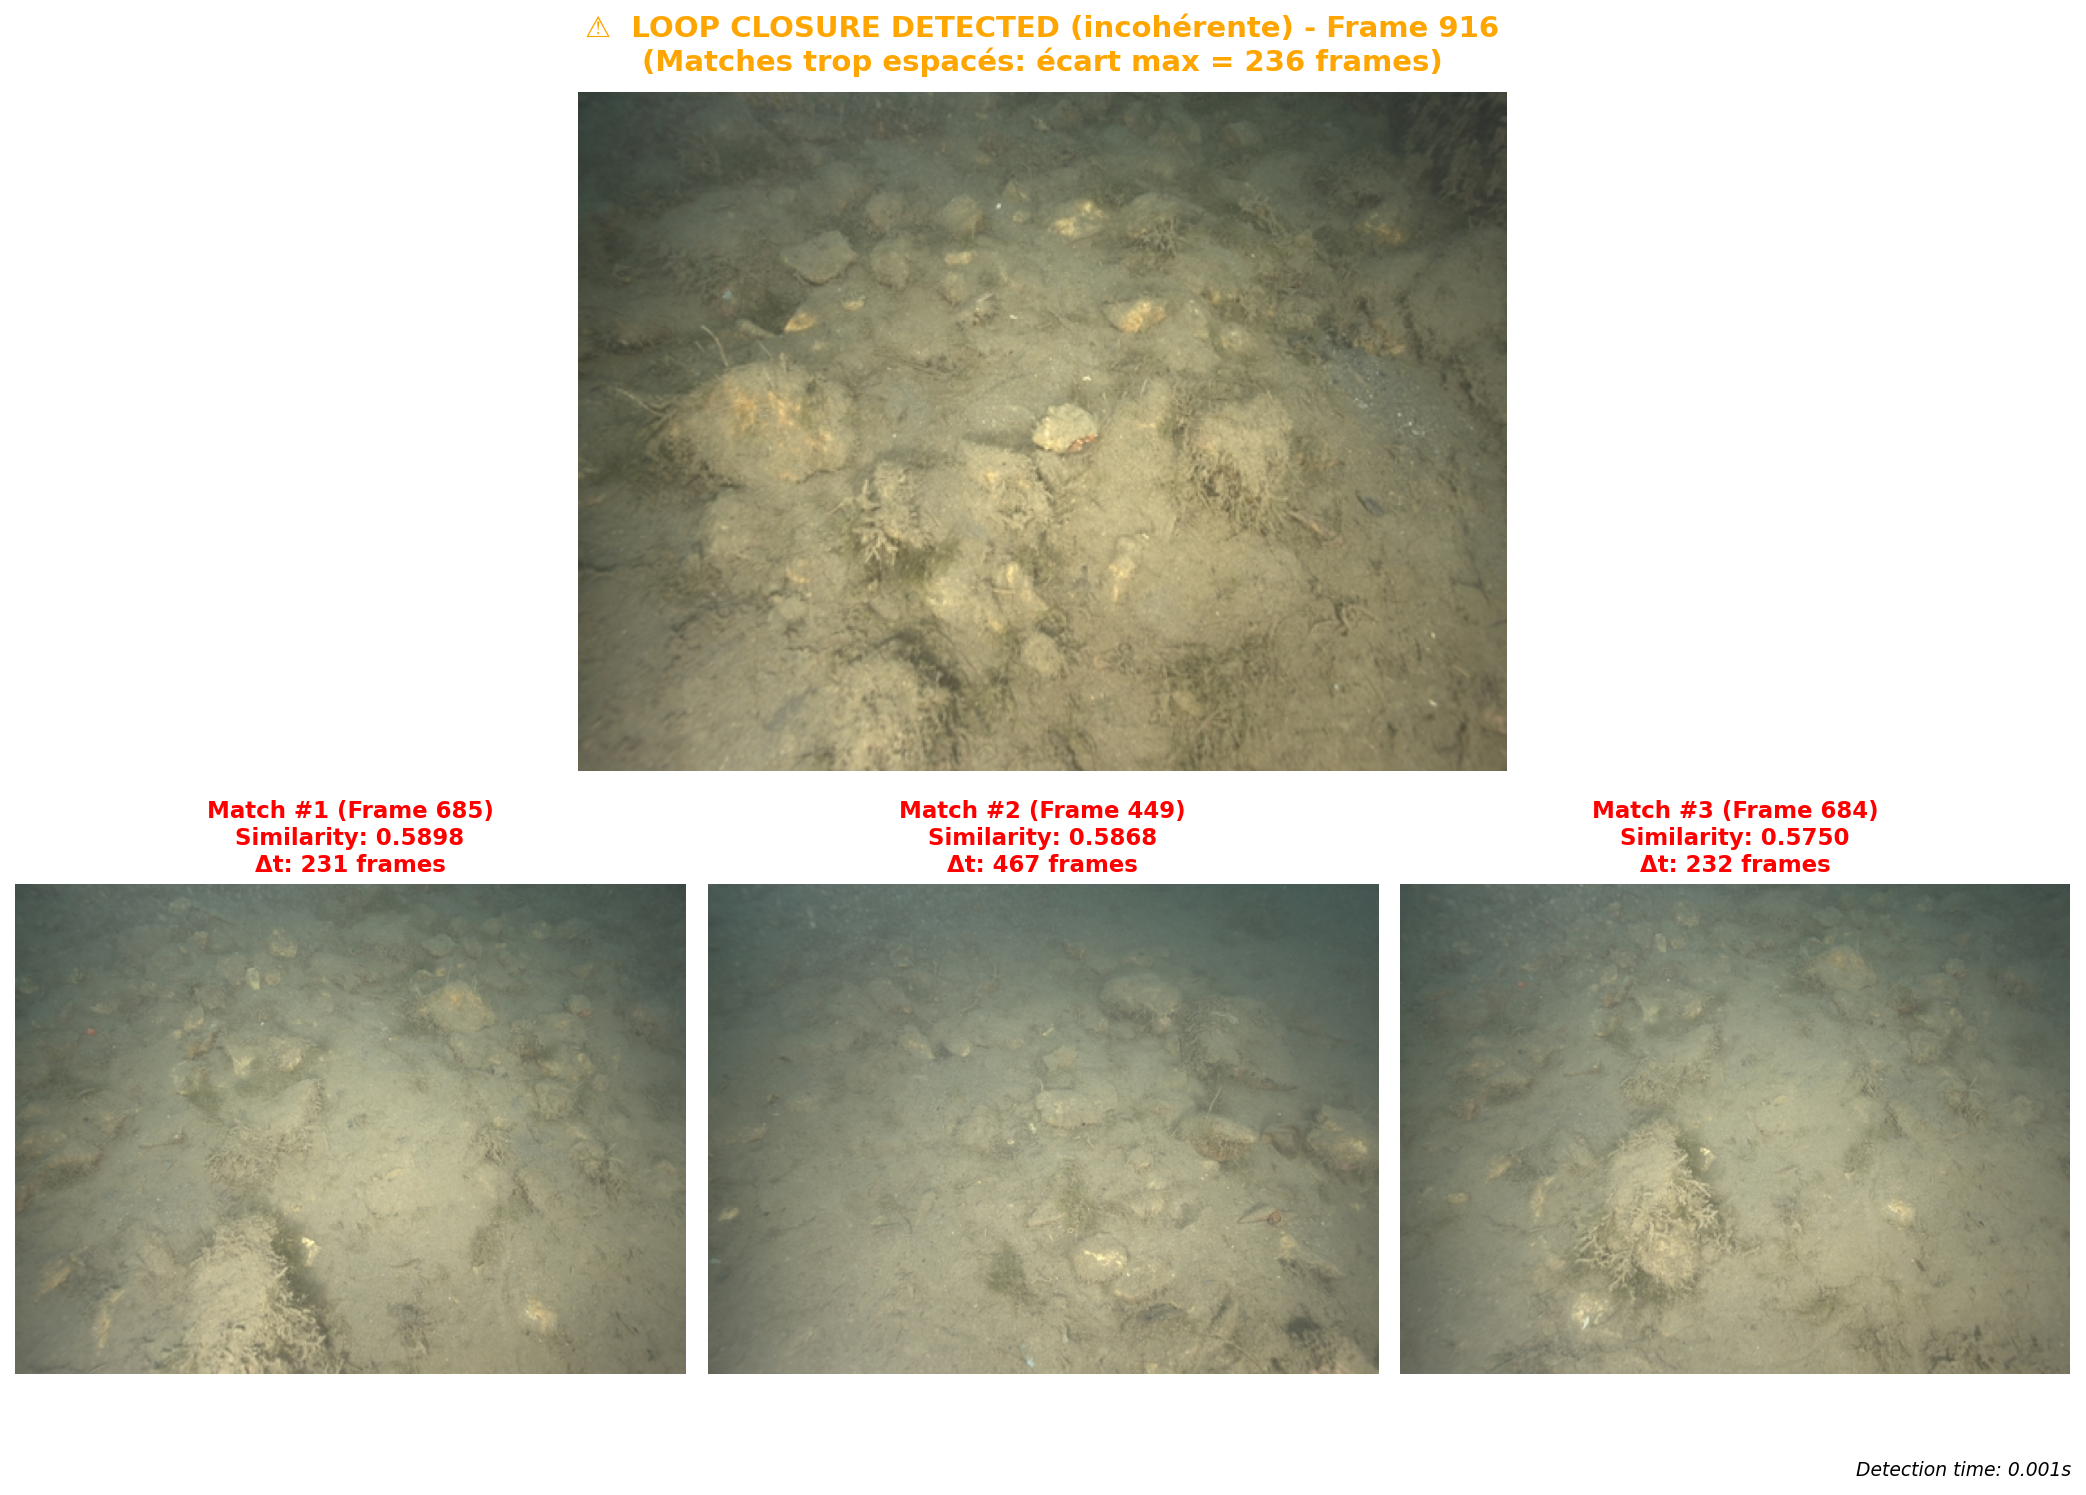 ⚠ LOOP CLOSURE DETECTED (incohérente) - Frame 916
(Matches trop espacés: écart max = 236 frames)
Match #1 (Frame 685)
Similarity: 0.5898
Δt: 231 frames
Match #2 (Frame 449)
Similarity: 0.5868
Δt: 467 frames
Match #3 (Frame 684)
Similarity: 0.5750
Δt: 232 frames
Detection time: 0.001s